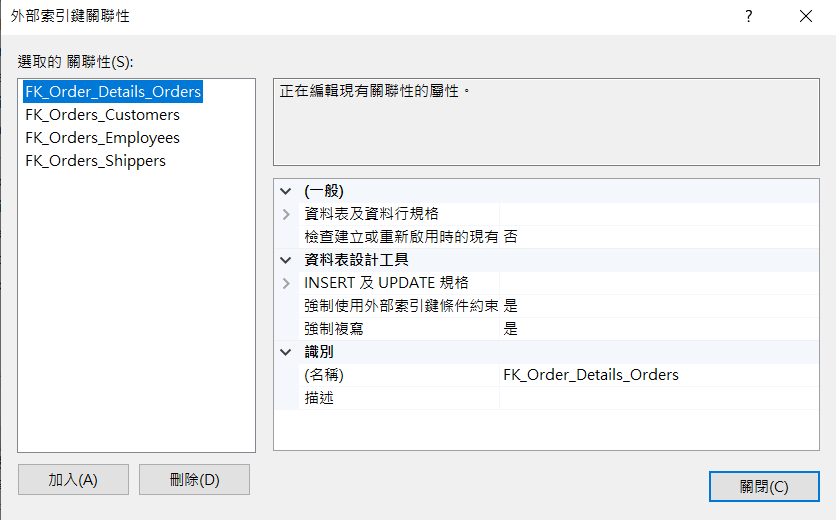 外部索引鍵關聯性
?
選取的 關聯性(S):
FK_Order_Details_Orders
FK_Orders_Customers
FK_Orders_Employees
FK_Orders_Shippers
正在編輯現有關聯性的屬性。
(一般)
資料表及資料行規格
檢查建立或重新啟用時的現有 否
資料表設計工具
INSERT 及 UPDATE 規格
強制使用外部索引鍵條件約束 是
強制複寫 是
識別
(名稱) FK_Order_Details_Orders
描述
加入(A) 刪除(D)
關閉(C)